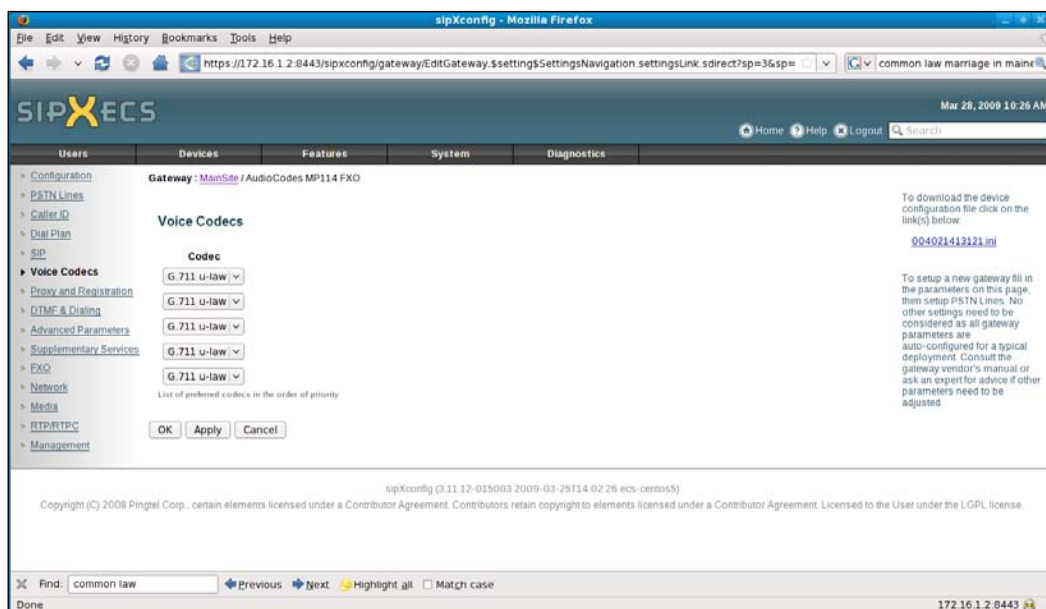 sipXconfig - Mozilla Firefox
File Edit View History Bookmarks Tools Help
https://172.16.1.2:8443/sipxconfig/gateway/EditGateway.$setting$SettingsNavigation.settingsLink.sdirect?sp=3&sp=
common law marriage in maine
SIPXECS
Mar 28, 2009 10:26 AM
Home Help Logout Search
Users Devices Features System Diagnostics
Configuration
PSTN Lines
Caller ID
Dial Plan
SIP
Voice Codecs
Proxy and Registration
DTMF & Dialing
Advanced Parameters
Supplementary Services
FXO
Network
Media
RTP/RTPC
Management
Gateway : MainSite / AudioCodes MP114 FXO
Voice Codecs
Codec
G.711 u-law
G.711 u-law
G.711 u-law
G.711 u-law
G.711 u-law
List of preferred codecs in the order of priority
OK Apply Cancel
To download the device
configuration file click on the
link(s) below:
004021413121.ini
To setup a new gateway fill in
the parameters on this page,
then setup PSTN Lines. No
other settings need to be
considered as all gateway
parameters are
auto-configured for a typical
deployment. Consult the
gateway vendor's manual or
ask an expert for advice if other
parameters need to be
adjusted.
sipXconfig (3.11.12-015003 2009-03-25T14:02:26 ecs-centos5)
Copyright (C) 2008 Pingtel Corp., certain elements licensed under a Contributor Agreement. Contributors retain copyright to elements licensed under a Contributor Agreement. Licensed to the User under the LGPL license.
Find: common law Previous Next Highlight all Match case
Done 172.16.1.2:8443